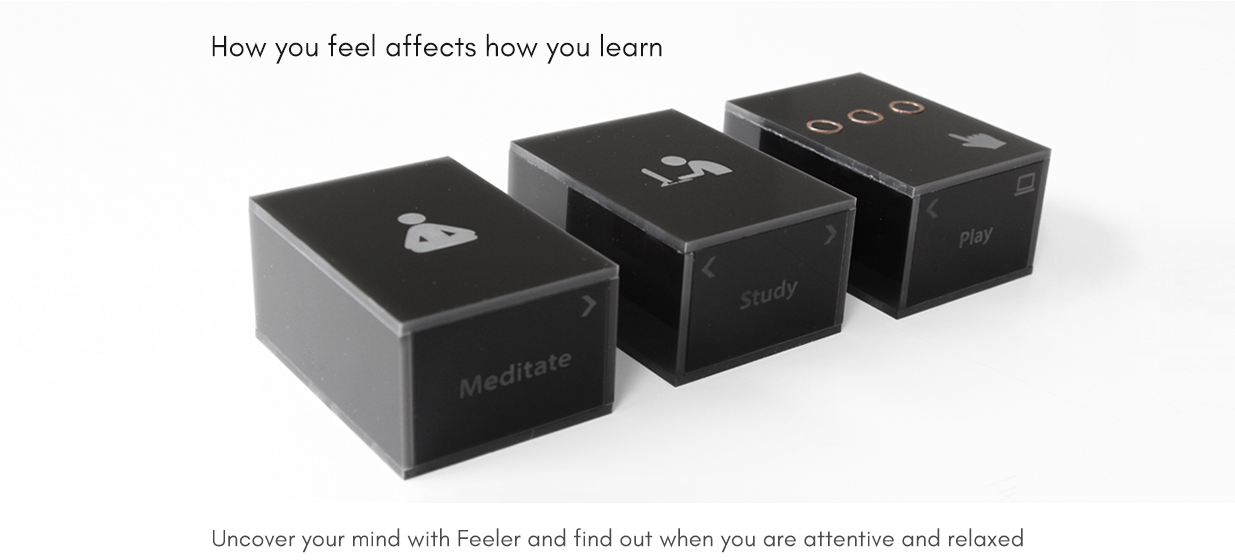 How you feel affects how you learn
Meditate
Study
Play
Uncover your mind with Feeler and find out when you are attentive and relaxed